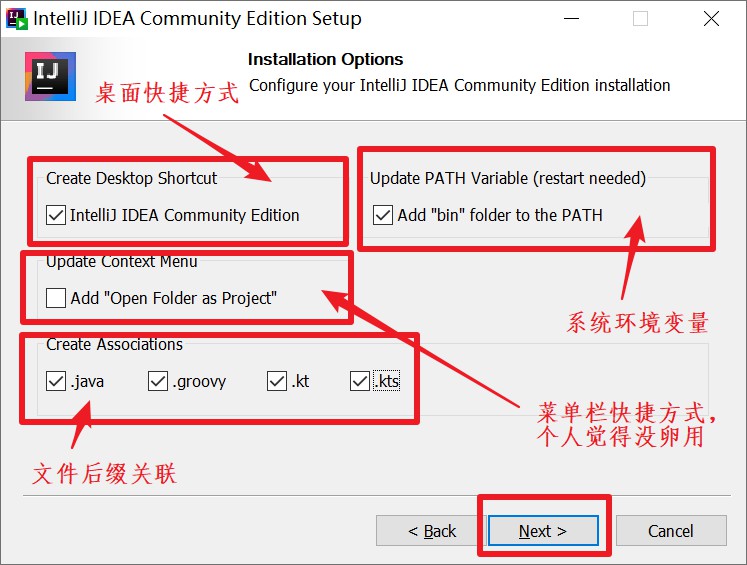 IntelliJ IDEA Community Edition Setup
IJ
Installation Options
Configure your IntelliJ IDEA Community Edition installation
桌面快捷方式
Create Desktop Shortcut
IntelliJ IDEA Community Edition
Update PATH Variable (restart needed)
Add "bin" folder to the PATH
Update Context Menu
Add "Open Folder as Project"
系统环境变量
Create Associations
.java
.groovy
.kt
.kts
菜单栏快捷方式，
个人觉得没卵用
文件后缀关联
< Back
Next >
Cancel